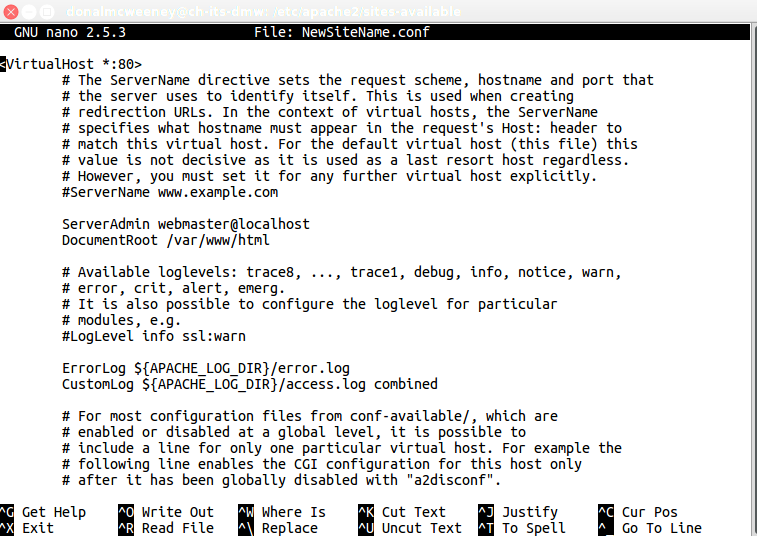 donalmcweeney@ch-its-dmw: /etc/apache2/sites-available
GNU nano 2.5.3 File: NewSiteName.conf
<VirtualHost *:80>
# The ServerName directive sets the request scheme, hostname and port that
# the server uses to identify itself. This is used when creating
# redirection URLs. In the context of virtual hosts, the ServerName
# specifies what hostname must appear in the request's Host: header to
# match this virtual host. For the default virtual host (this file) this
# value is not decisive as it is used as a last resort host regardless.
# However, you must set it for any further virtual host explicitly.
#ServerName www.example.com
ServerAdmin webmaster@localhost
DocumentRoot /var/www/html
# Available loglevels: trace8, ..., trace1, debug, info, notice, warn,
# error, crit, alert, emerg.
# It is also possible to configure the loglevel for particular
# modules, e.g.
#LogLevel info ssl:warn
ErrorLog ${APACHE_LOG_DIR}/error.log
CustomLog ${APACHE_LOG_DIR}/access.log combined
# For most configuration files from conf-available/, which are
# enabled or disabled at a global level, it is possible to
# include a line for only one particular virtual host. For example the
# following line enables the CGI configuration for this host only
# after it has been globally disabled with "a2disconf".
^G Get Help ^O Write Out ^W Where Is ^K Cut Text ^J Justify ^C Cur Pos
^X Exit ^R Read File ^\ Replace ^U Uncut Text ^T To Spell ^_ Go To Line